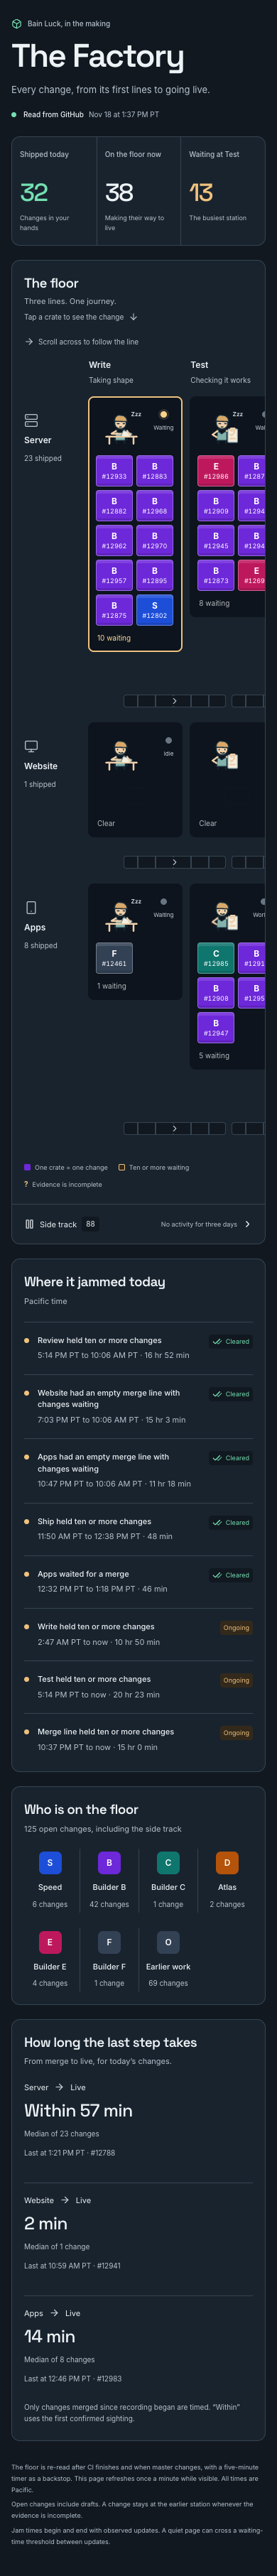 Bain Luck, in the making
The Factory
Every change, from its first lines to going live.
Read from GitHub Nov 18 at 1:37 PM PT
Shipped today
On the floor now
Waiting at Test
32
38
13
Changes in your hands
Making their way to live
The busiest station
The floor
Three lines. One journey.
Tap a crate to see the change
Scroll across to follow the line
Write
Taking shape
Test
Checking it works
Server
23 shipped
Zzz
Waiting
B #12933
B #12883
B #12882
B #12968
B #12962
B #12970
B #12957
B #12895
B #12875
S #12802
10 waiting
Zzz
E #12986
B
B #12909
B
B #12945
B
B #12873
E
8 waiting
Website
1 shipped
Idle
Clear
Clear
Apps
8 shipped
Zzz
Waiting
F #12461
1 waiting
C #12985
B
B #12908
B
B #12947
5 waiting
One crate = one change
Ten or more waiting
? Evidence is incomplete
Side track 88
No activity for three days
Where it jammed today
Pacific time
Review held ten or more changes
Cleared
5:14 PM PT to 10:06 AM PT · 16 hr 52 min
Website had an empty merge line with changes waiting
Cleared
7:03 PM PT to 10:06 AM PT · 15 hr 3 min
Apps had an empty merge line with changes waiting
Cleared
10:47 PM PT to 10:06 AM PT · 11 hr 18 min
Ship held ten or more changes
Cleared
11:50 AM PT to 12:38 PM PT · 48 min
Apps waited for a merge
Cleared
12:32 PM PT to 1:18 PM PT · 46 min
Write held ten or more changes
Ongoing
2:47 AM PT to now · 10 hr 50 min
Test held ten or more changes
Ongoing
5:14 PM PT to now · 20 hr 23 min
Merge line held ten or more changes
Ongoing
10:37 PM PT to now · 15 hr 0 min
Who is on the floor
125 open changes, including the side track
S
B
C
D
Speed
Builder B
Builder C
Atlas
6 changes
42 changes
1 change
2 changes
E
F
O
Builder E
Builder F
Earlier work
4 changes
1 change
69 changes
How long the last step takes
From merge to live, for today's changes.
Server → Live
Within 57 min
Median of 23 changes
Last at 1:21 PM PT · #12788
Website → Live
2 min
Median of 1 change
Last at 10:59 AM PT · #12941
Apps → Live
14 min
Median of 8 changes
Last at 12:46 PM PT · #12983
Only changes merged since recording began are timed. “Within” uses the first confirmed sighting.
The floor is re-read after CI finishes and when master changes, with a five-minute timer as a backstop. This page refreshes once a minute while visible. All times are Pacific.
Open changes include drafts. A change stays at the earlier station whenever the evidence is incomplete.
Jam times begin and end with observed updates. A quiet page can cross a waiting-time threshold between updates.